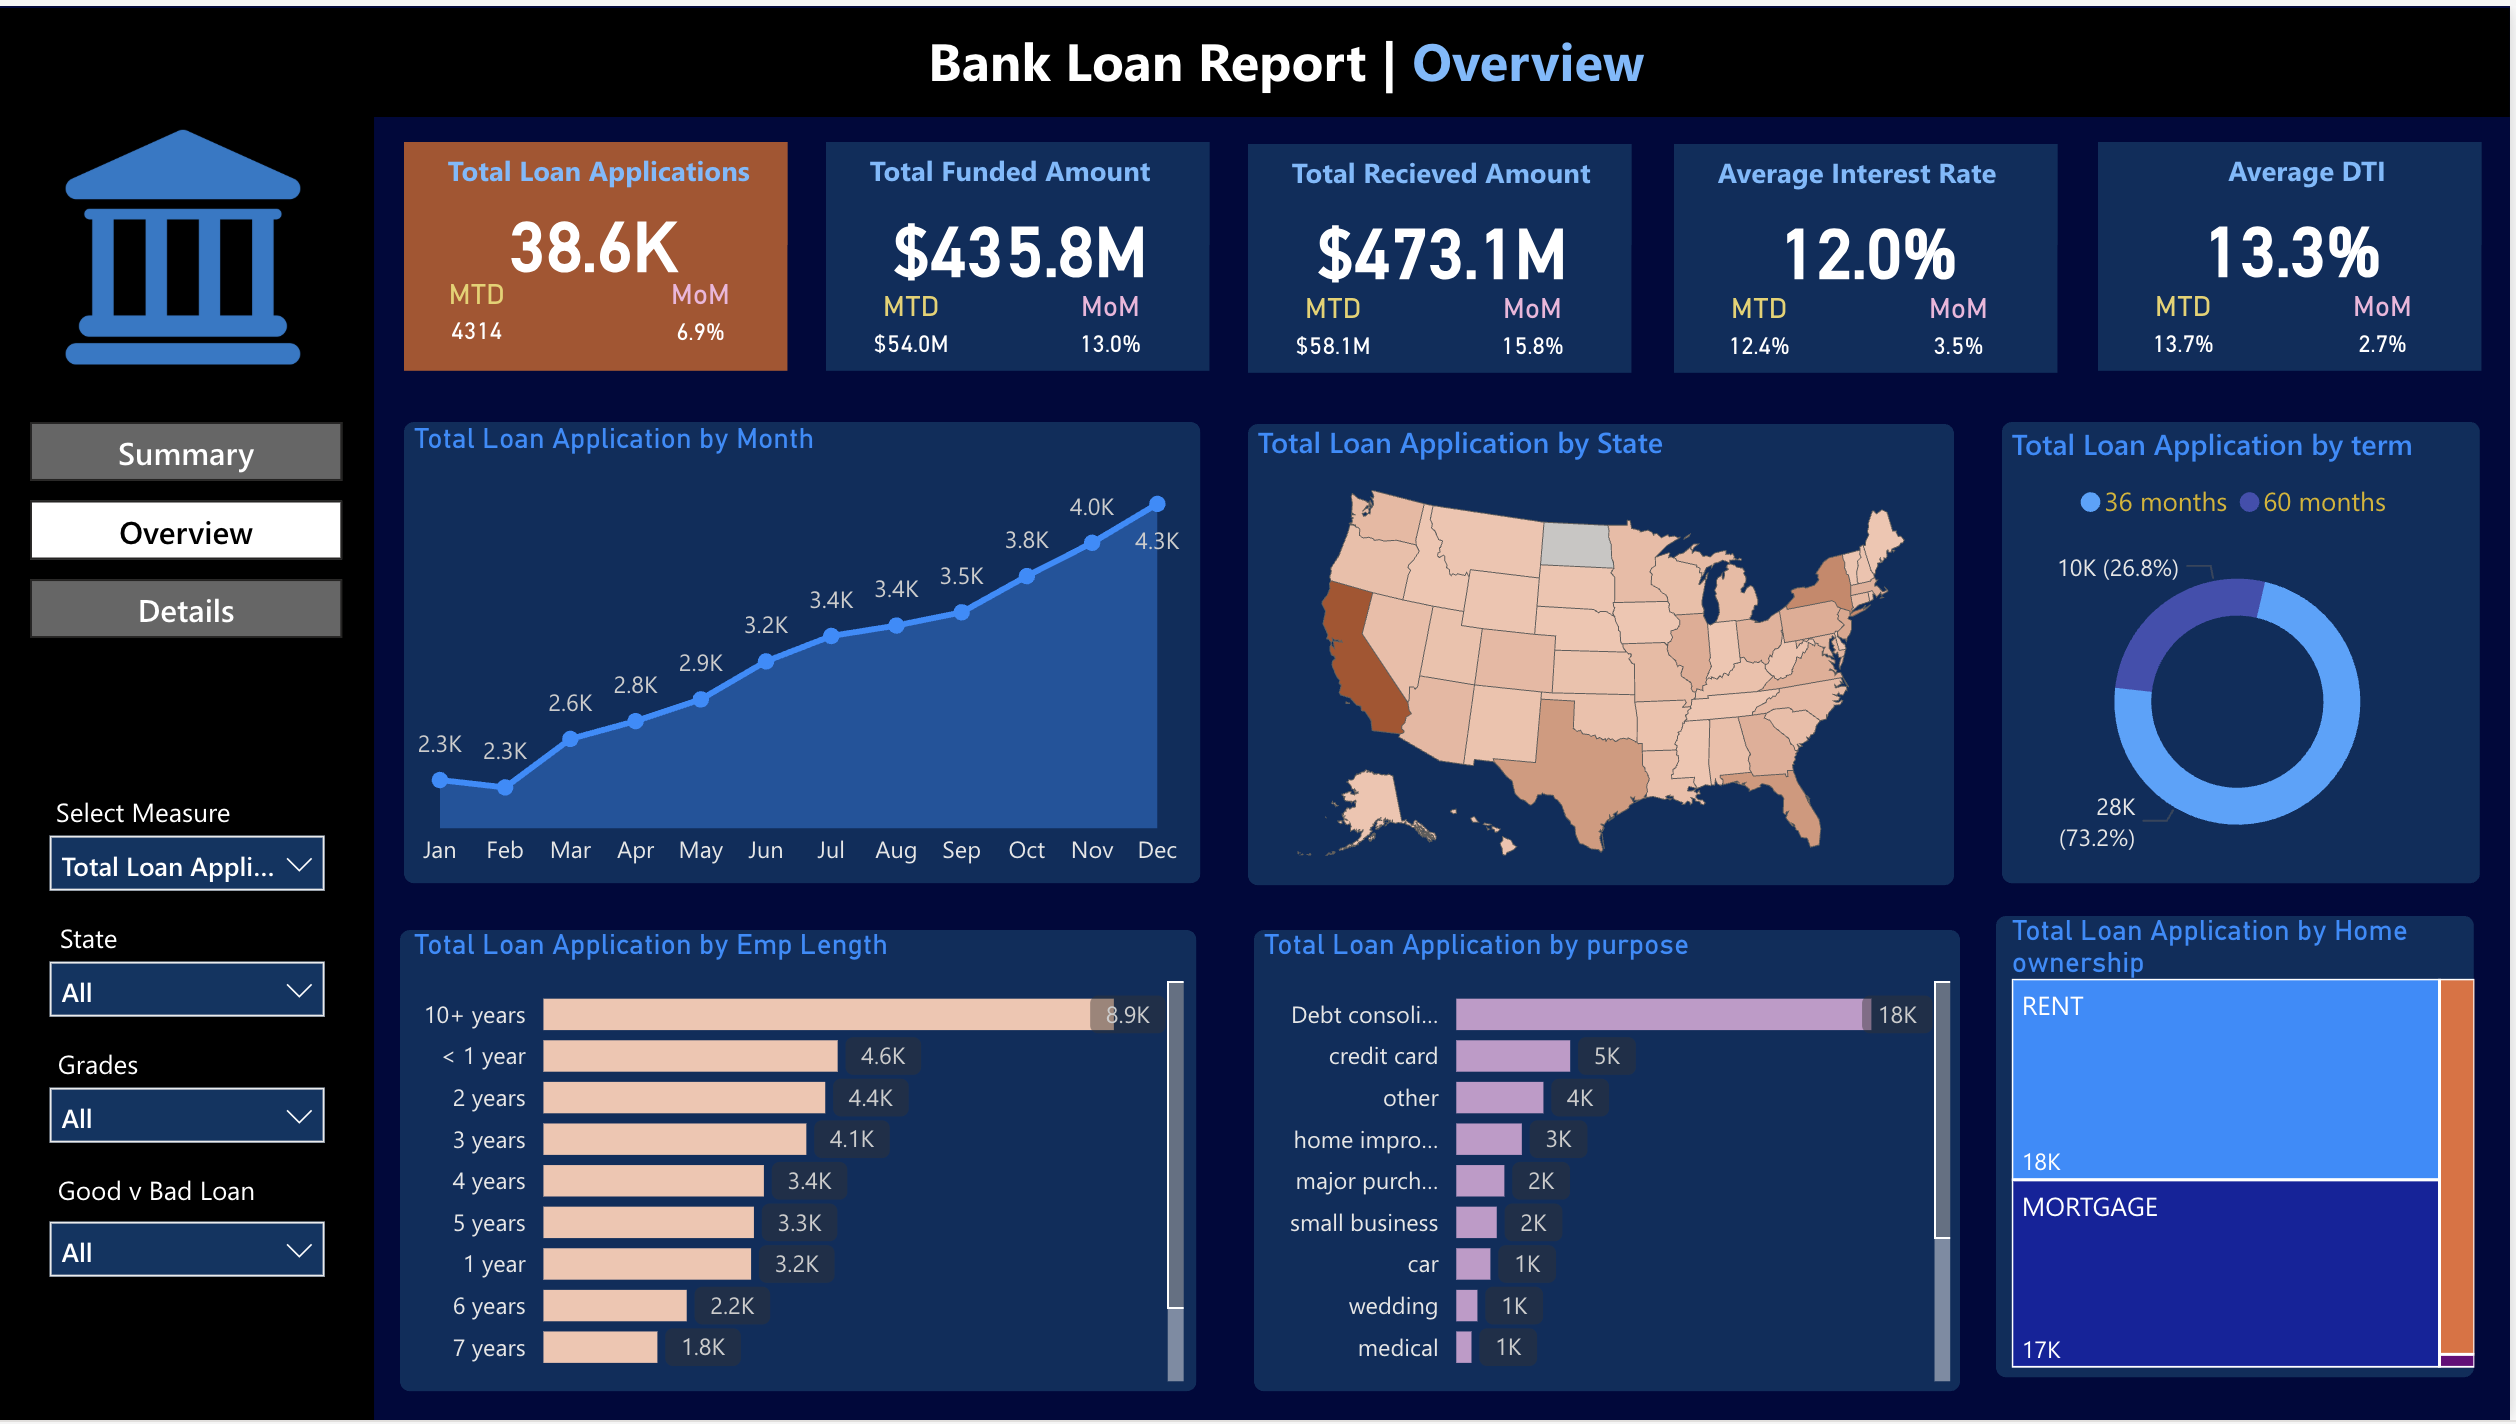 Bank Loan Report | Overview
Summary
Overview
Details
Select Measure
Total Loan Appli...
State
All
Grades
All
Good v Bad Loan
All
Total Loan Applications
38.6K
MTD MoM
4314 6.9%
Total Funded Amount
$435.8M
MTD MoM
$54.0M 13.0%
Total Recieved Amount
$473.1M
MTD MoM
$58.1M 15.8%
Average Interest Rate
12.0%
MTD MoM
12.4% 3.5%
Average DTI
13.3%
MTD MoM
13.7% 2.7%
Total Loan Application by Month
2.3K 2.3K 2.6K 2.8K 2.9K 3.2K 3.4K 3.4K 3.5K 3.8K 4.0K 4.3K
Jan Feb Mar Apr May Jun Jul Aug Sep Oct Nov Dec
Total Loan Application by State
Total Loan Application by term
36 months 60 months
10K (26.8%)
28K
(73.2%)
Total Loan Application by Emp Length
10+ years 8.9K
< 1 year 4.6K
2 years 4.4K
3 years 4.1K
4 years 3.4K
5 years 3.3K
1 year 3.2K
6 years 2.2K
7 years 1.8K
Total Loan Application by purpose
Debt consoli... 18K
credit card 5K
other 4K
home impro... 3K
major purch... 2K
small business 2K
car 1K
wedding 1K
medical 1K
Total Loan Application by Home
ownership
RENT
18K
MORTGAGE
17K